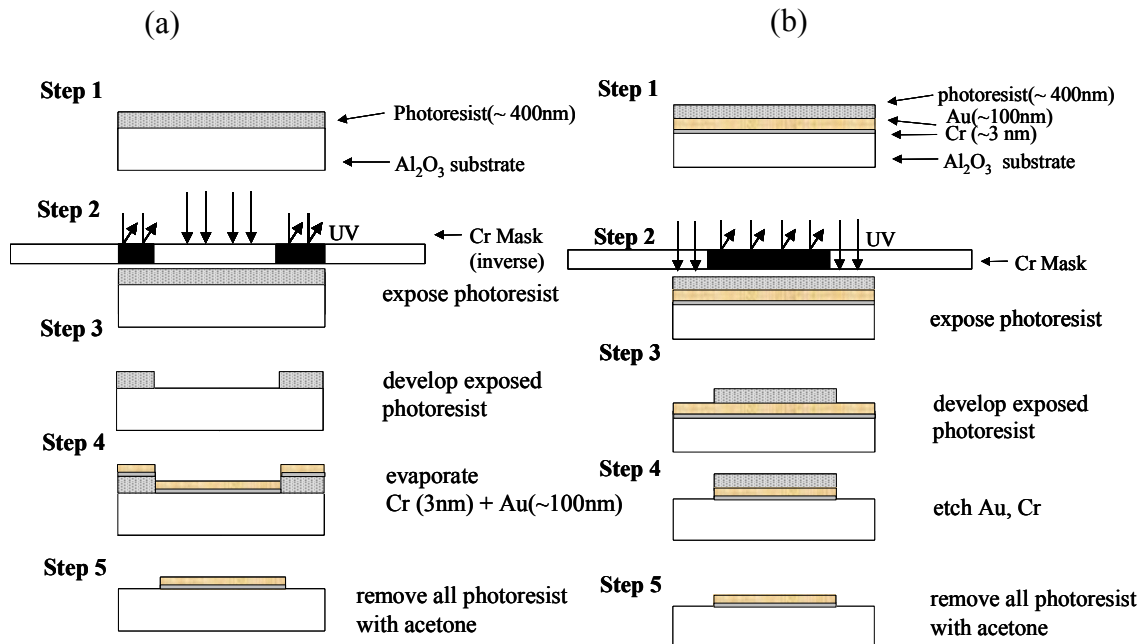 (a)
Step 1
Photoresist(~ 400nm)
Al₂O₃ substrate
Step 2
UV
Cr Mask
(inverse)
expose photoresist
Step 3
develop exposed
photoresist
Step 4
evaporate
Cr (3nm) + Au(~100nm)
Step 5
remove all photoresist
with acetone
(b)
Step 1
photoresist(~ 400nm)
Au(~100nm)
Cr (~3 nm)
Al₂O₃ substrate
Step 2
UV
Cr Mask
expose photoresist
Step 3
develop exposed
photoresist
Step 4
etch Au, Cr
Step 5
remove all photoresist
with acetone